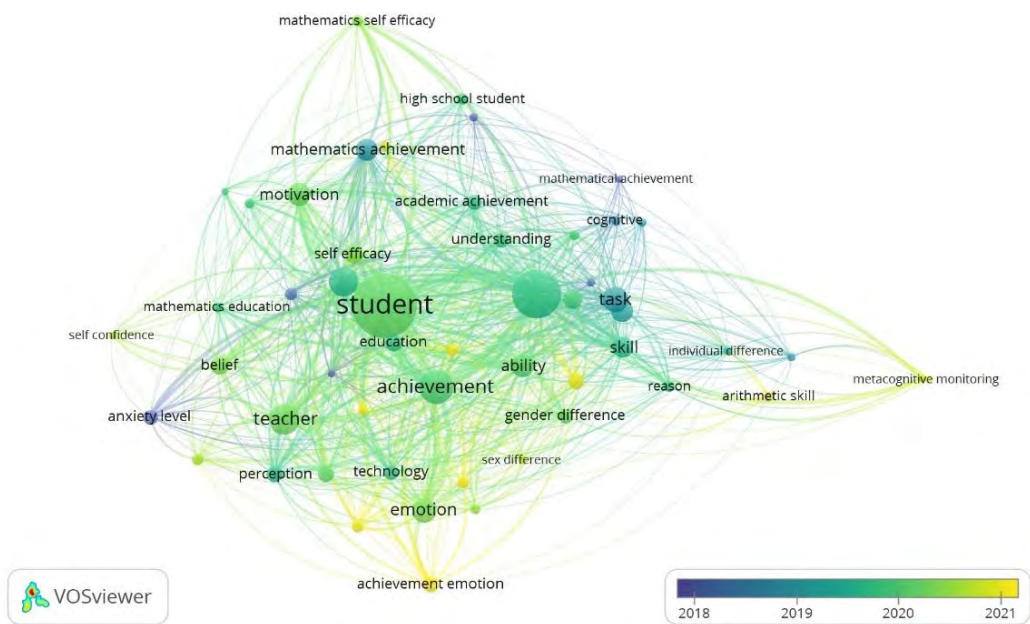 mathematics self efficacy
high school student
mathematics achievement
mathematical achievement
motivation
academic achievement
cognitive
understanding
self efficacy
student
task
mathematics education
self confidence
education
skill
individual difference
belief
ability
achievement
reason
metacognitive monitoring
arithmetic skill
anxiety level
teacher
gender difference
sex difference
perception
technology
emotion
achievement emotion
VOSviewer
2018 2019 2020 2021